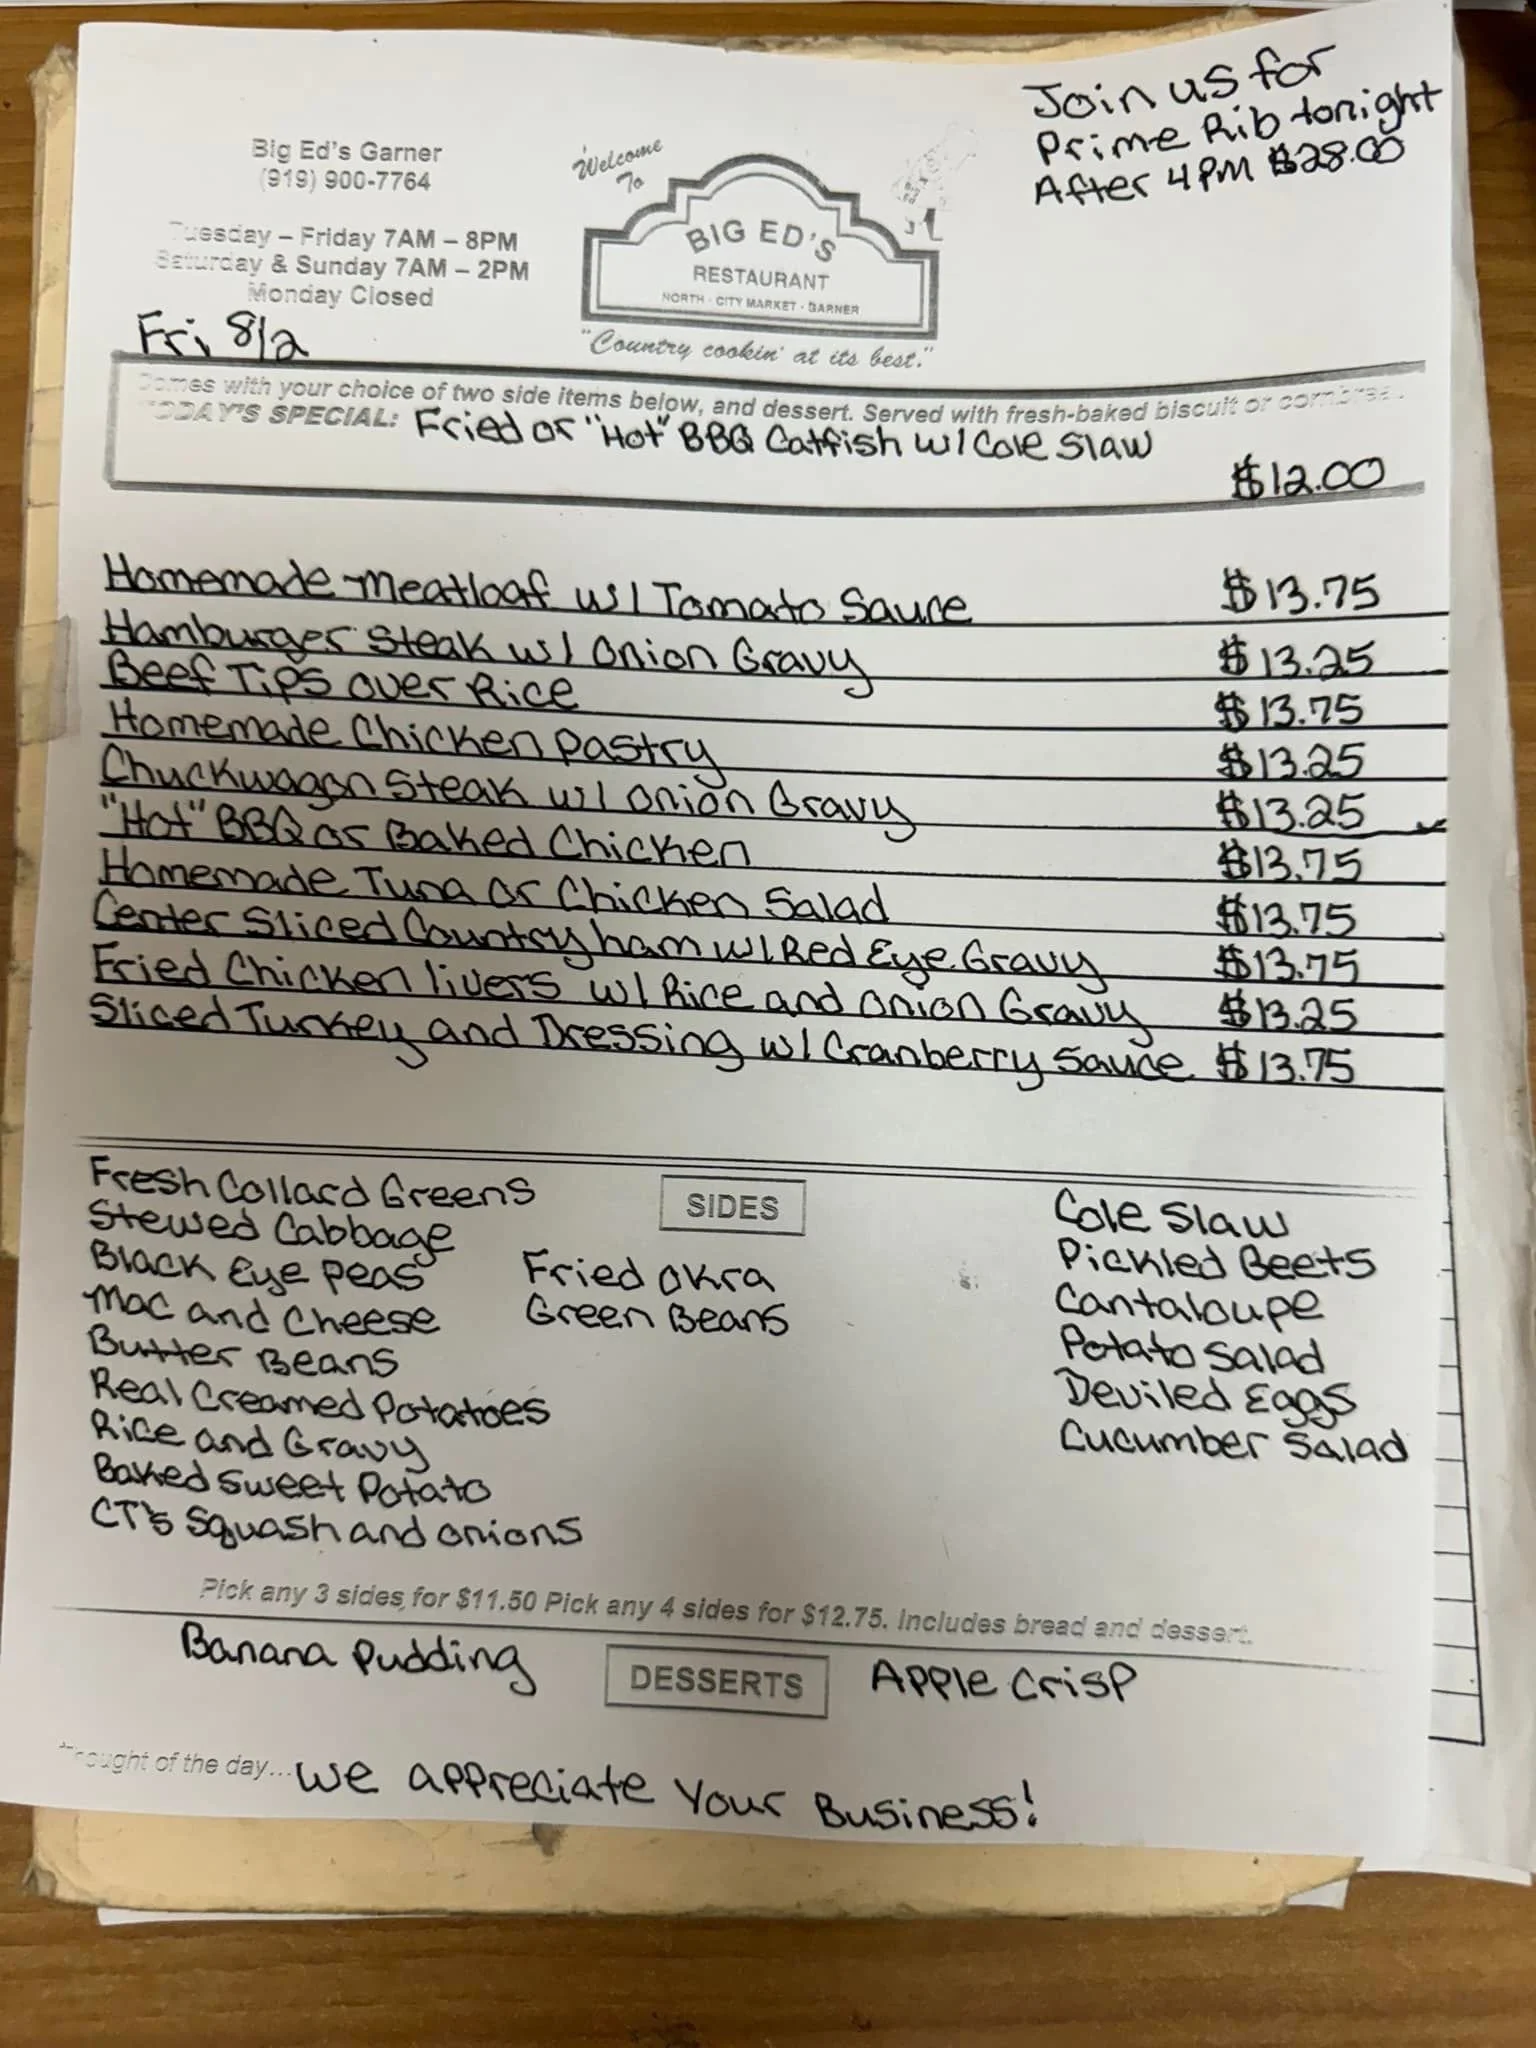 Join us for
Prime Rib tonight
After 4PM $28.00
Big Ed's Garner
(919) 900-7764
Tuesday – Friday 7AM – 8PM
Saturday & Sunday 7AM – 2PM
Monday Closed
Fri, 8/2
Welcome
To
BIG ED'S
RESTAURANT
NORTH · CITY MARKET · GARNER
"Country cookin' at its best."
Comes with your choice of two side items below, and dessert. Served with fresh-baked biscuit or cornbread.
TODAY'S SPECIAL: Fried or "Hot" BBQ Catfish w/ Cole Slaw
$12.00
Homemade Meatloaf w/ Tomato Sauce $13.75
Hamburger Steak w/ Onion Gravy $13.25
Beef Tips over Rice $13.75
Homemade Chicken Pastry $13.25
Chuckwagon Steak w/ Onion Gravy $13.25
"Hot" BBQ or Baked Chicken $13.75
Homemade Tuna or Chicken Salad $13.75
Center Sliced Country ham w/ Red Eye Gravy $13.75
Fried Chicken livers w/ Rice and Onion Gravy $13.25
Sliced Turkey and Dressing w/ Cranberry Sauce $13.75
SIDES
Fresh Collard Greens
Stewed Cabbage
Black Eye Peas
Mac and Cheese
Butter Beans
Real Creamed Potatoes
Rice and Gravy
Baked Sweet Potato
CT's Squash and Onions
Fried Okra
Green Beans
Cole Slaw
Pickled Beets
Cantaloupe
Potato Salad
Deviled Eggs
Cucumber Salad
Pick any 3 sides for $11.50 Pick any 4 sides for $12.75. Includes bread and dessert.
Banana Pudding DESSERTS Apple Crisp
Thought of the day... We appreciate Your Business!